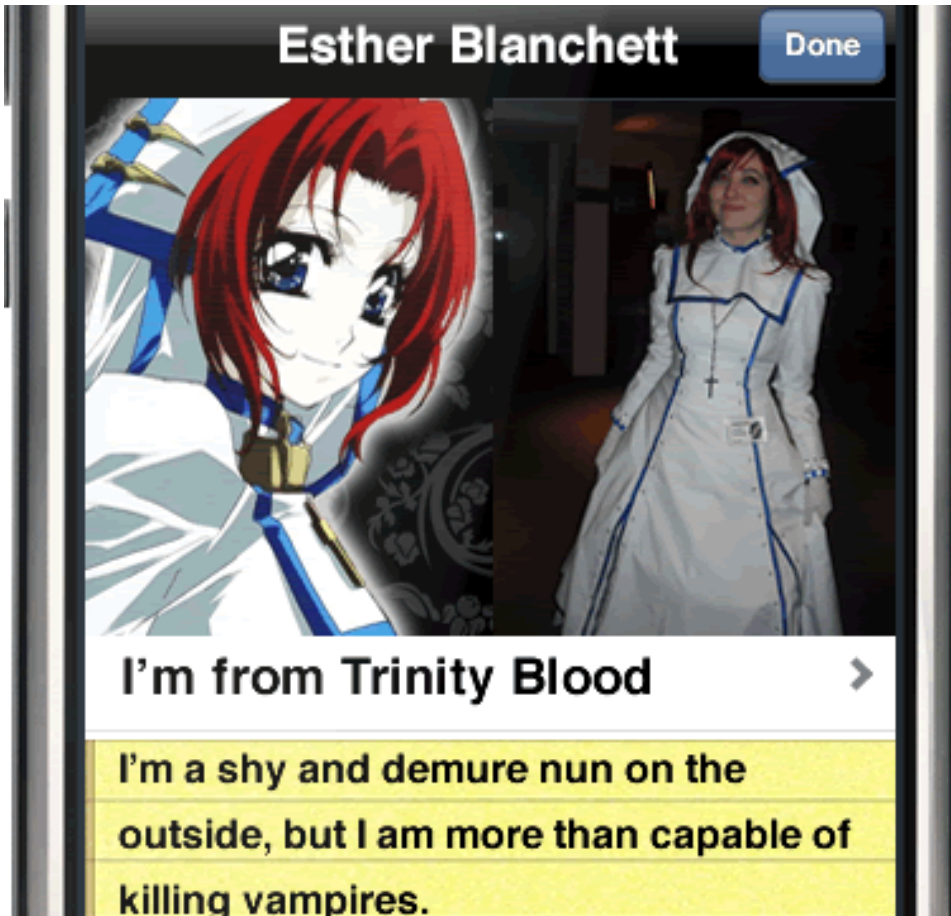 Esther Blanchett
Done
I'm from Trinity Blood
I'm a shy and demure nun on the
outside, but I am more than capable of
killing vampires.